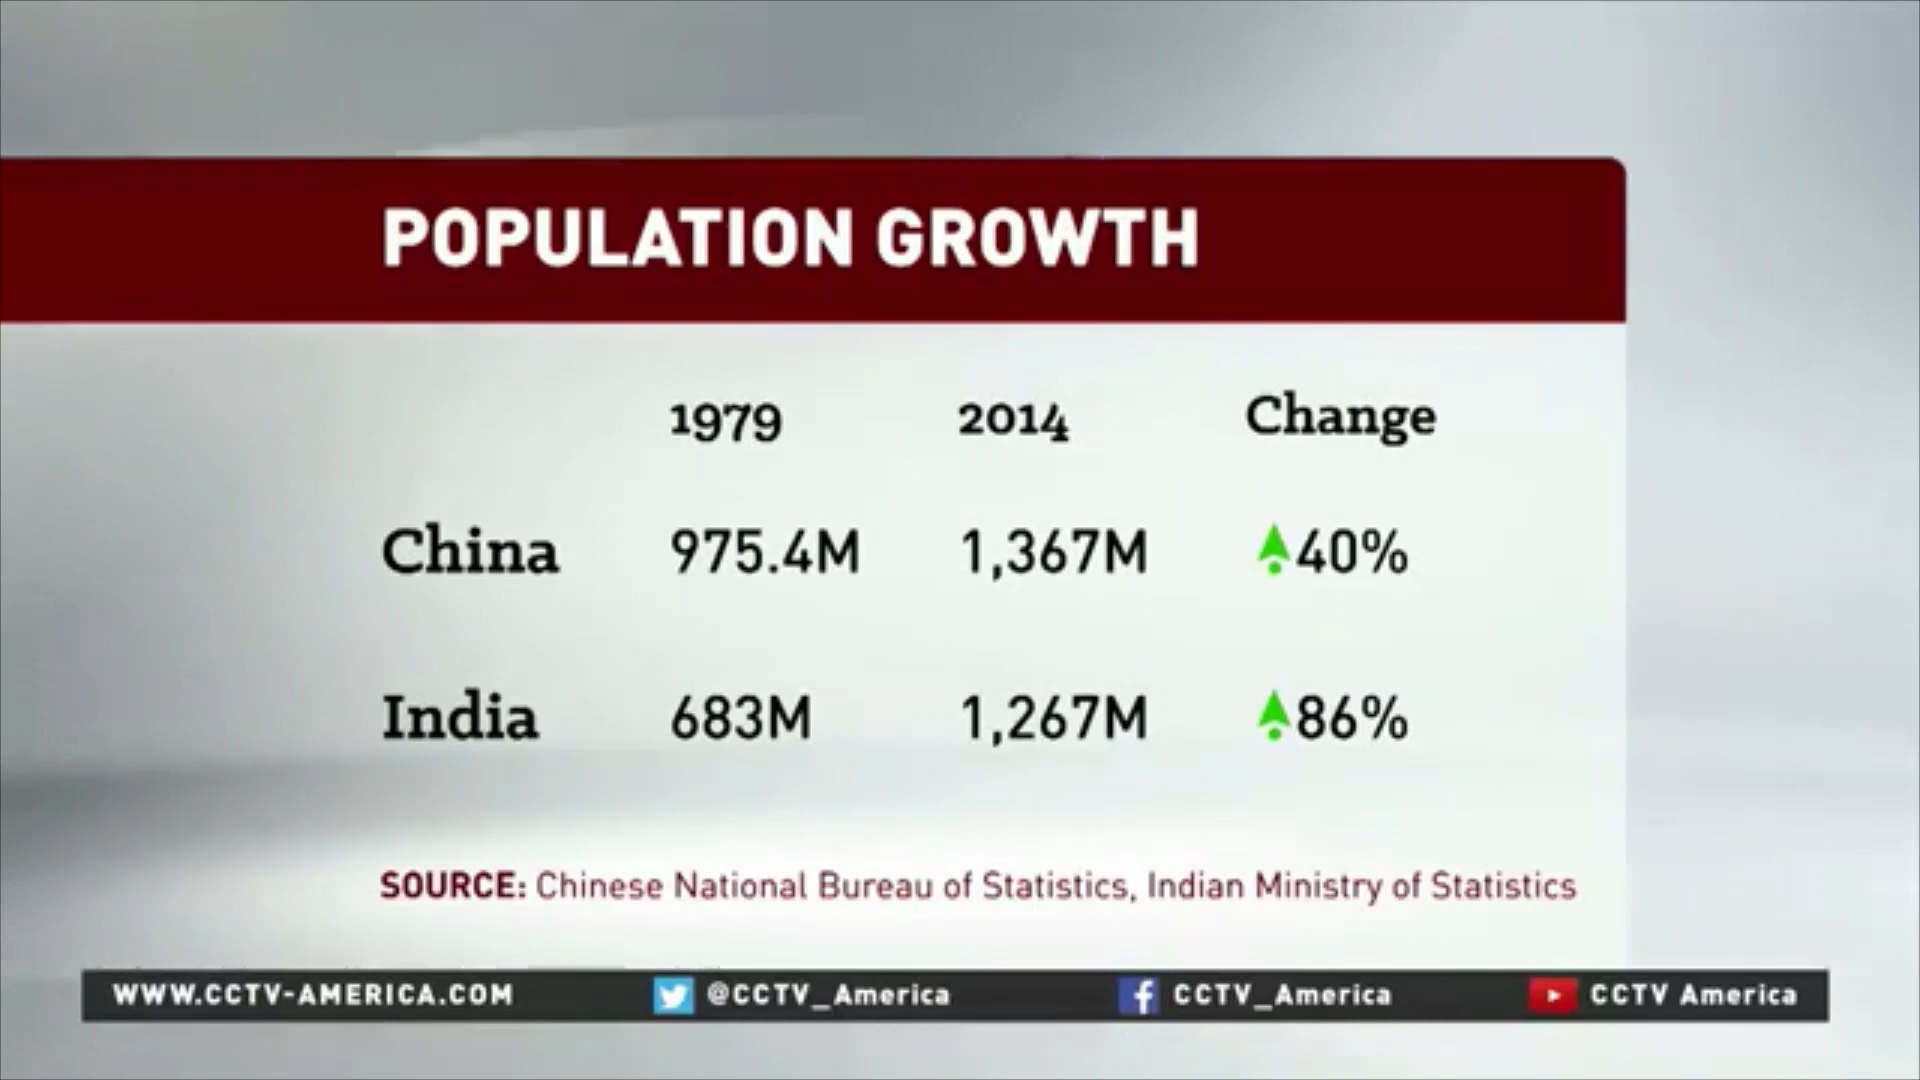 POPULATION GROWTH
1979 2014 Change
China 975.4M 1,367M 40%
India 683M 1,267M 86%
SOURCE: Chinese National Bureau of Statistics, Indian Ministry of Statistics
WWW.CCTV-AMERICA.COM @CCTV_America CCTV_America CCTV America